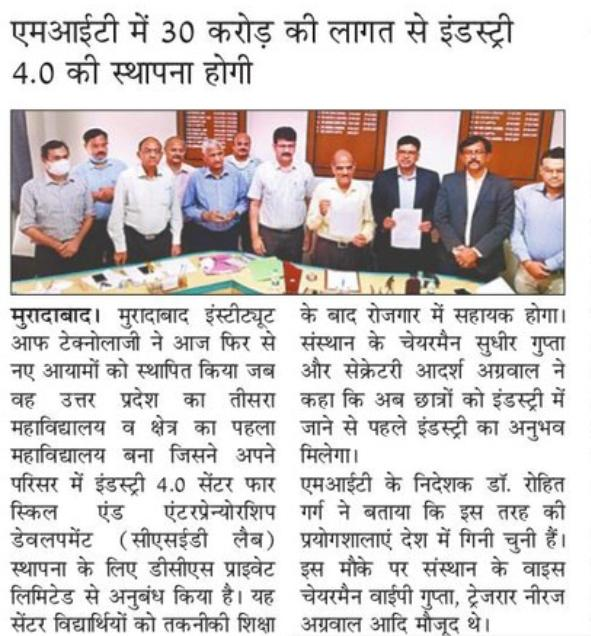 एमआईटी में 30 करोड़ की लागत से इंडस्ट्री
4.0 की स्थापना होगी
मुरादाबाद। मुरादाबाद इंस्टीट्यूट
आफ टेक्नोलाजी ने आज फिर से
नए आयामों को स्थापित किया जब
वह उत्तर प्रदेश का तीसरा
महाविद्यालय व क्षेत्र का पहला
महाविद्यालय बना जिसने अपने
परिसर में इंडस्ट्री 4.0 सेंटर फार
स्किल एंड एंटरप्रेन्योरशिप
डेवलपमेंट (सीएसईडी लैब)
स्थापना के लिए डीसीएस प्राइवेट
लिमिटेड से अनुबंध किया है। यह
सेंटर विद्यार्थियों को तकनीकी शिक्षा
के बाद रोजगार में सहायक होगा।
संस्थान के चेयरमैन सुधीर गुप्ता
और सेक्रेटरी आदर्श अग्रवाल ने
कहा कि अब छात्रों को इंडस्ट्री में
जाने से पहले इंडस्ट्री का अनुभव
मिलेगा।
एमआईटी के निदेशक डॉ. रोहित
गर्ग ने बताया कि इस तरह की
प्रयोगशालाएं देश में गिनी चुनी हैं।
इस मौके पर संस्थान के वाइस
चेयरमैन वाईपी गुप्ता, ट्रेजरार नीरज
अग्रवाल आदि मौजूद थे।